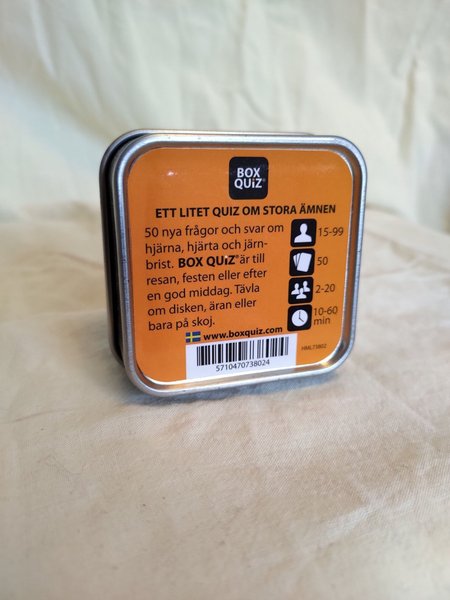 BOX
QUiZ®
ETT LITET QUIZ OM STORA ÄMNEN
50 nya frågor och svar om
hjärna, hjärta och järn-
brist. BOX QUiZ® är till
resan, festen eller efter
en god middag. Tävla
om disken, äran eller
bara på skoj.
15-99
50
2-20
10-60
min
www.boxquiz.com
HML73802
5710470738024